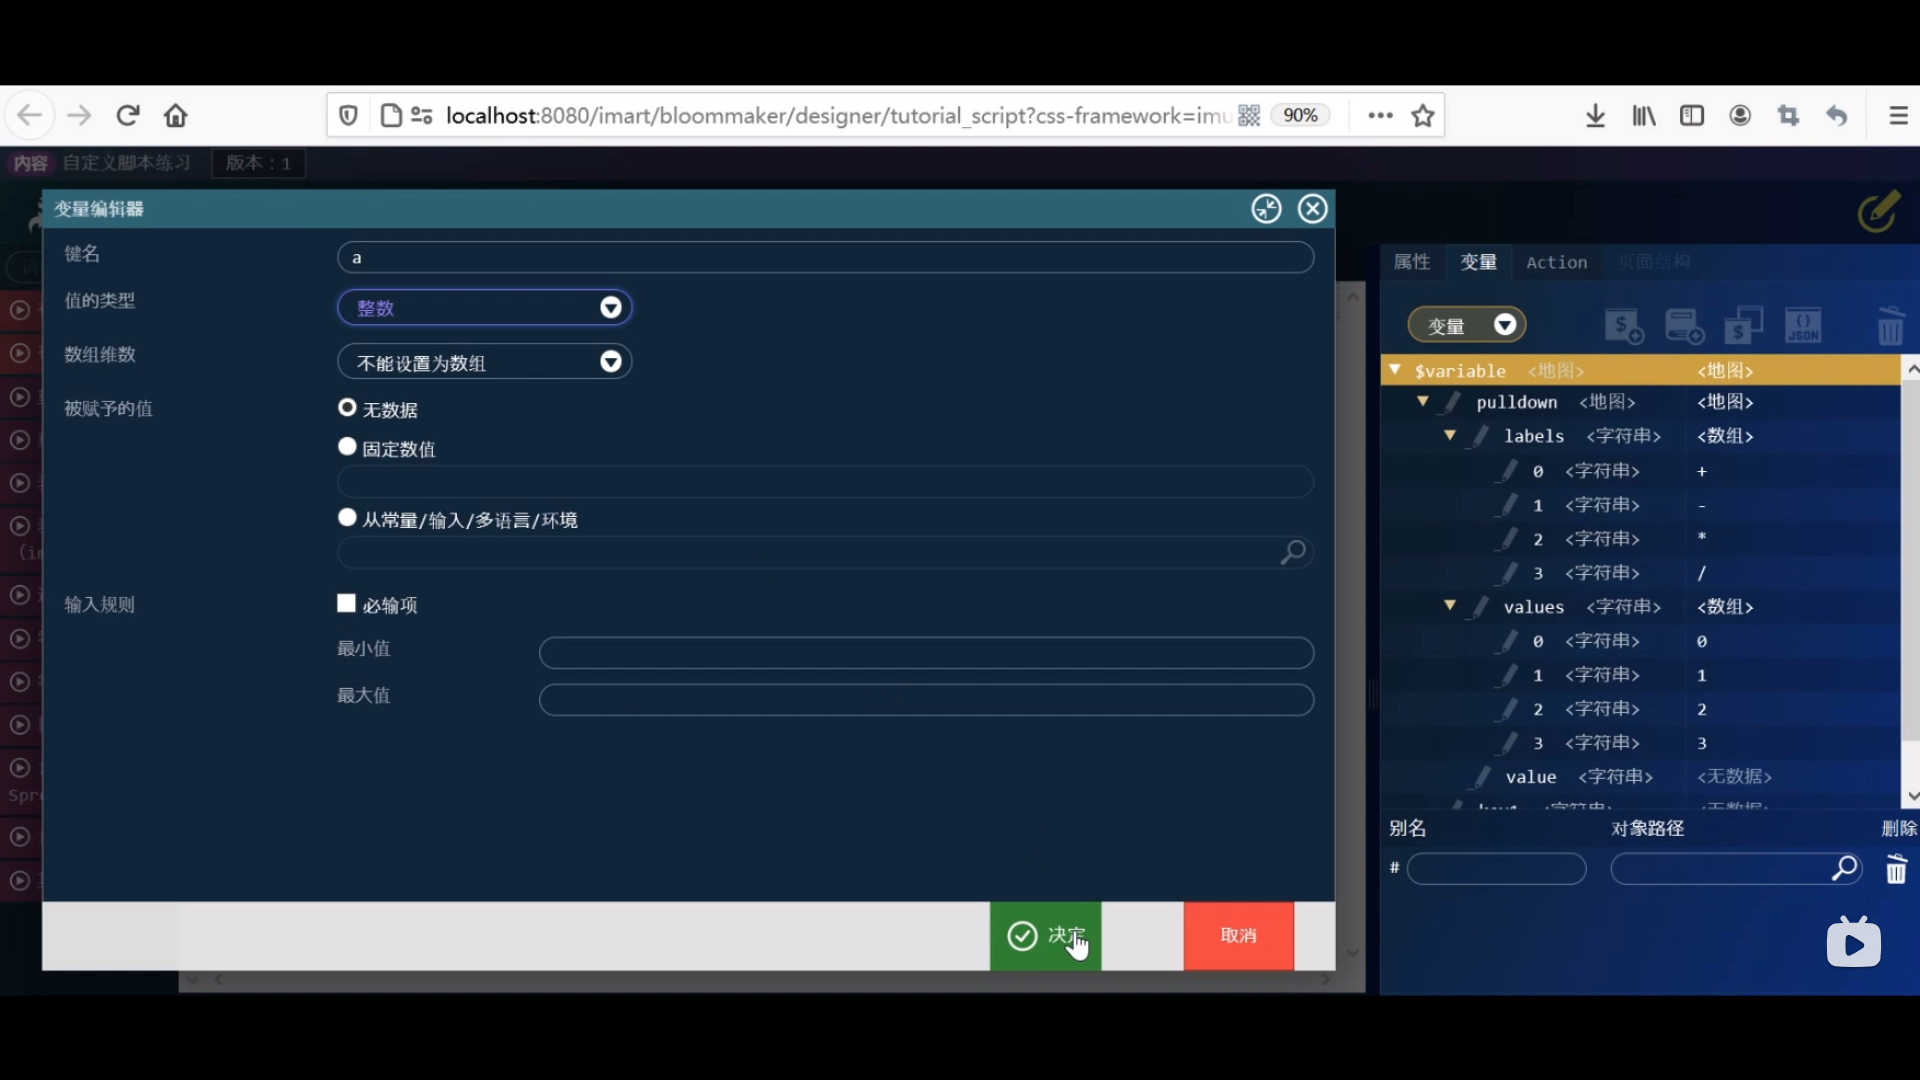 localhost:8080/imart/bloommaker/designer/tutorial_script?css-framework=imu
90%
内容 自定义脚本练习 版本：1
变量编辑器
键名 a
值的类型 整数
数组维数 不能设置为数组
被赋予的值 无数据
固定数值
从常量/输入/多语言/环境
输入规则 必输项
最小值
最大值
决定 取消
属性 变量 Action 页面结构
变量 JSON
$variable <地图> <地图>
pulldown <地图> <地图>
labels <字符串> <数组>
0 <字符串> +
1 <字符串> -
2 <字符串> *
3 <字符串> /
values <字符串> <数组>
0 <字符串> 0
1 <字符串> 1
2 <字符串> 2
3 <字符串> 3
value <字符串> <无数据>
别名 对象路径 删除
#